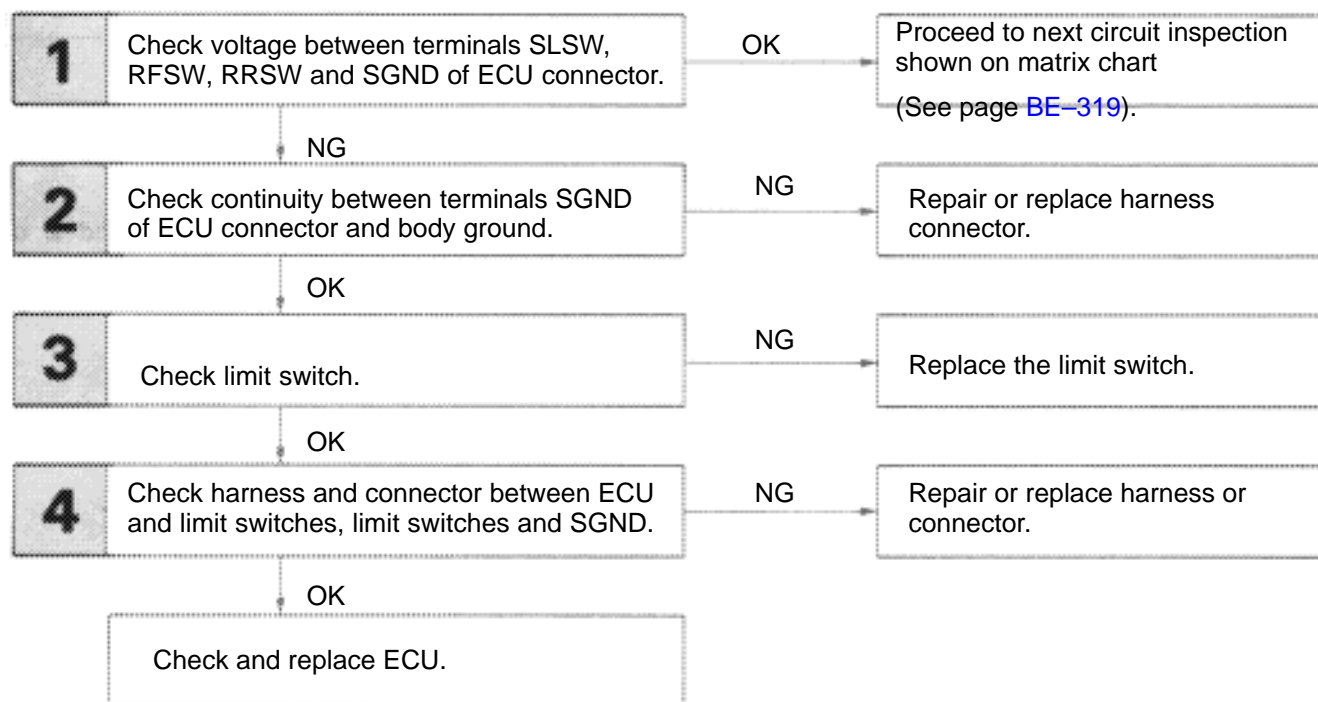 1
Check voltage between terminals SLSW,
RFSW, RRSW and SGND of ECU connector.
OK
Proceed to next circuit inspection
shown on matrix chart
(See page BE–319).
NG
2
Check continuity between terminals SGND
of ECU connector and body ground.
NG
Repair or replace harness
connector.
OK
3
Check limit switch.
NG
Replace the limit switch.
OK
4
Check harness and connector between ECU
and limit switches, limit switches and SGND.
NG
Repair or replace harness or
connector.
OK
Check and replace ECU.